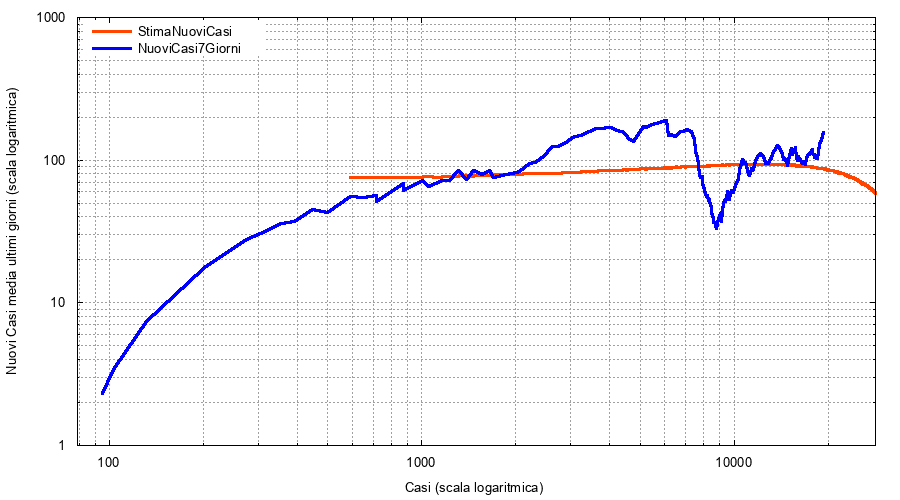 1000
StimaNuoviCasi
NuoviCasi7Giorni
100
10
1
Nuovi Casi media ultimi giorni (scala logaritmica)
100
1000
10000
Casi (scala logaritmica)